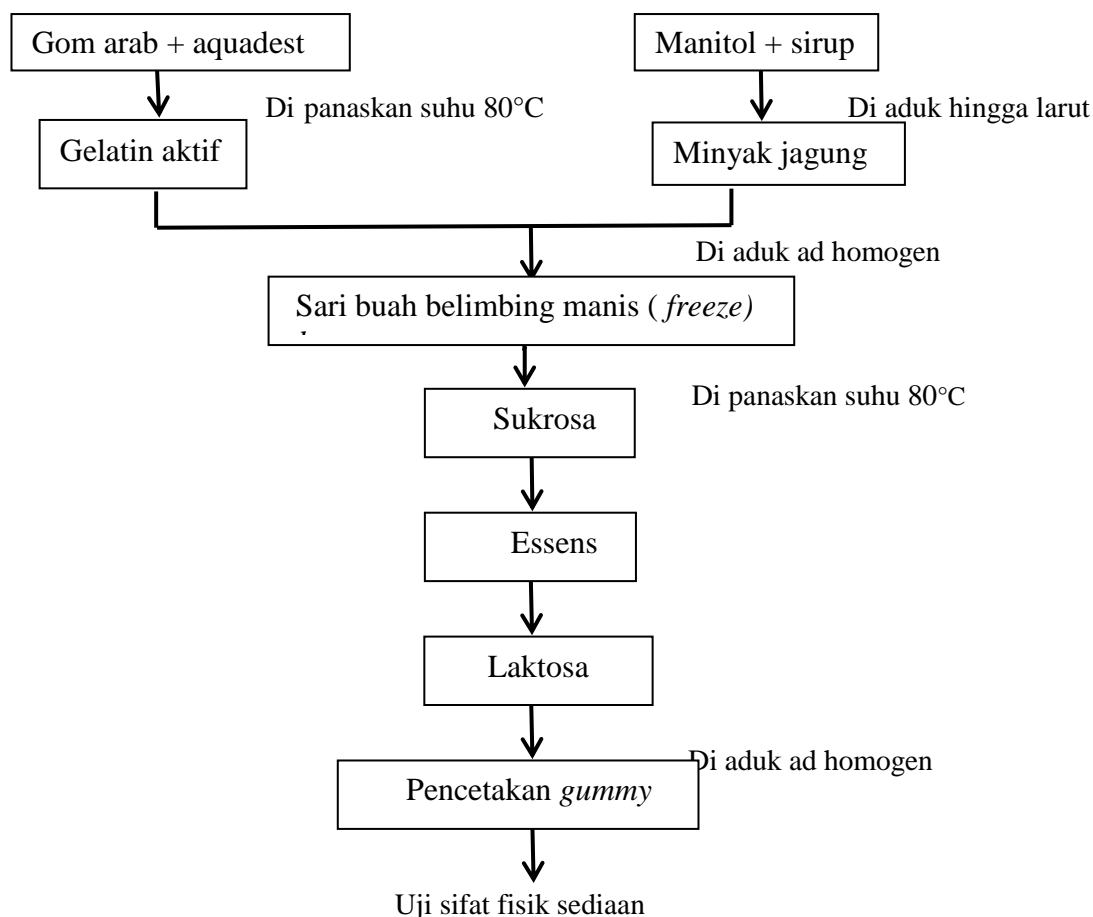 Gom arab + aquadest
Manitol + sirup
Di panaskan suhu 80°C
Di aduk hingga larut
Gelatin aktif
Minyak jagung
Di aduk ad homogen
Sari buah belimbing manis ( freeze)
Di panaskan suhu 80°C
Sukrosa
Essens
Laktosa
Di aduk ad homogen
Pencetakan gummy
Uji sifat fisik sediaan